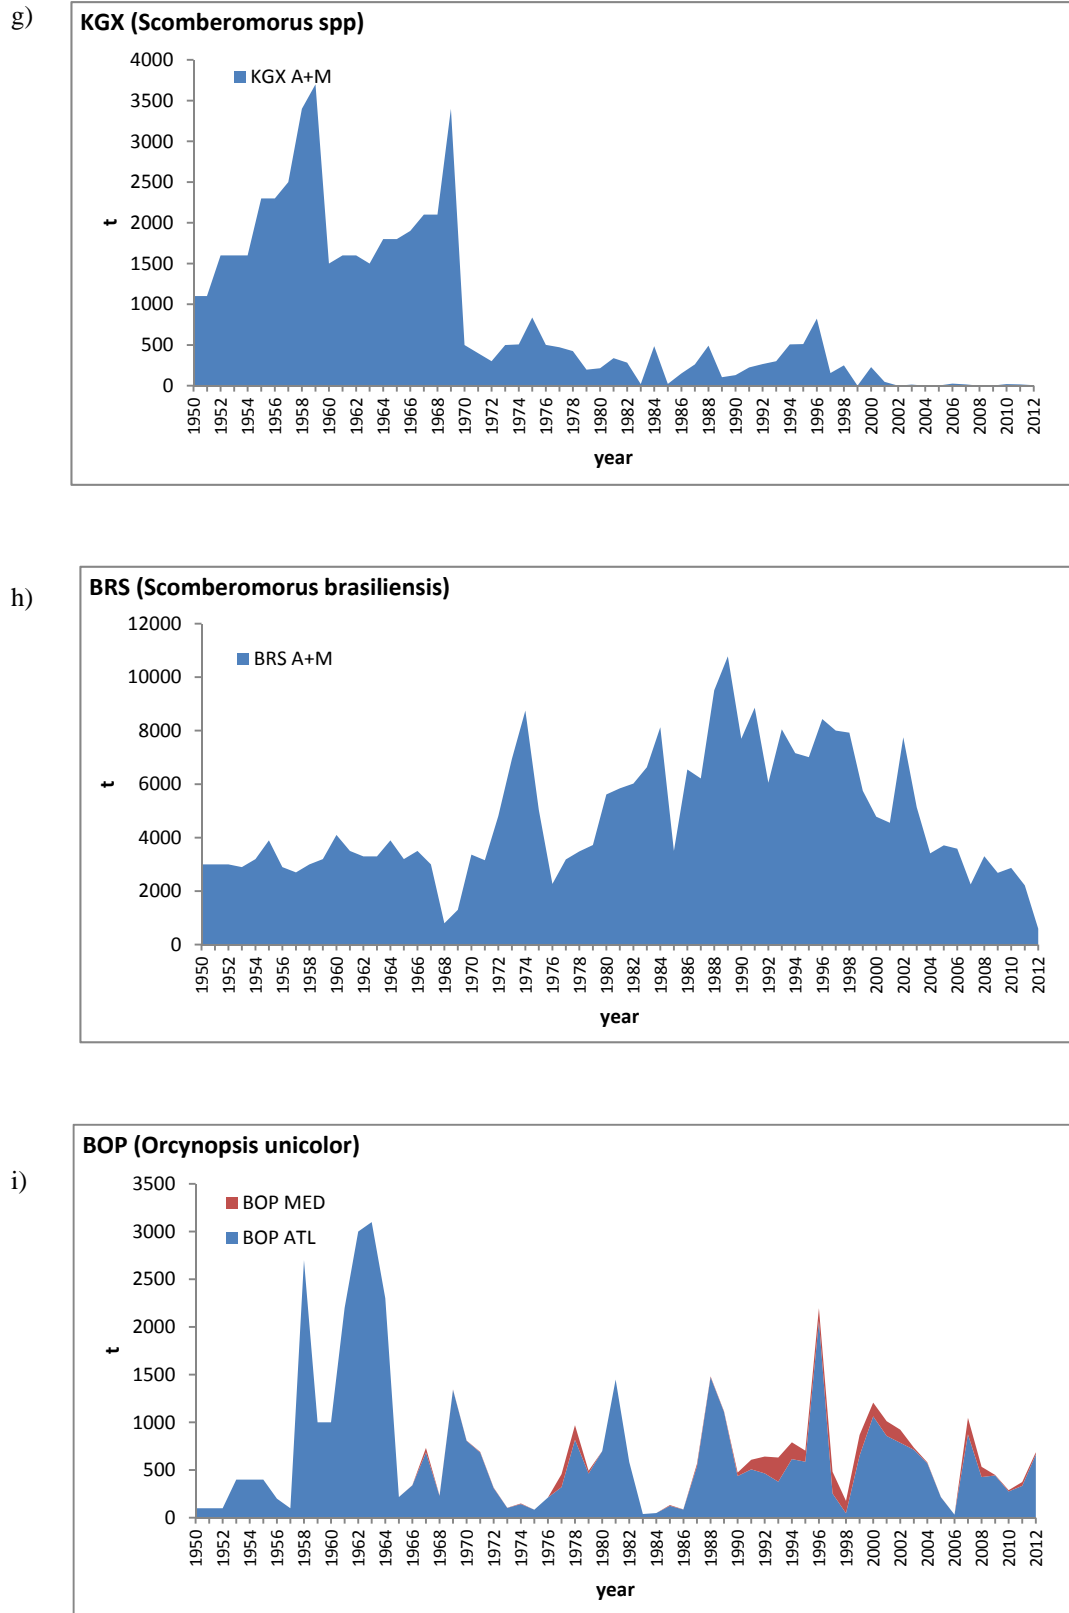 g)
KGX (Scomberomorus spp)
4000
3500
3000
2500
2000
1500
1000
500
0
KGX A+M
t
1950 1952 1954 1956 1958 1960 1962 1964 1966 1968 1970 1972 1974 1976 1978 1980 1982 1984 1986 1988 1990 1992 1994 1996 1998 2000 2002 2004 2006 2008 2010 2012
year
h)
BRS (Scomberomorus brasiliensis)
12000
10000
8000
6000
4000
2000
0
BRS A+M
t
1950 1952 1954 1956 1958 1960 1962 1964 1966 1968 1970 1972 1974 1976 1978 1980 1982 1984 1986 1988 1990 1992 1994 1996 1998 2000 2002 2004 2006 2008 2010 2012
year
i)
BOP (Orcynopsis unicolor)
3500
3000
2500
2000
1500
1000
500
0
BOP MED
BOP ATL
t
1950 1952 1954 1956 1958 1960 1962 1964 1966 1968 1970 1972 1974 1976 1978 1980 1982 1984 1986 1988 1990 1992 1994 1996 1998 2000 2002 2004 2006 2008 2010 2012
year